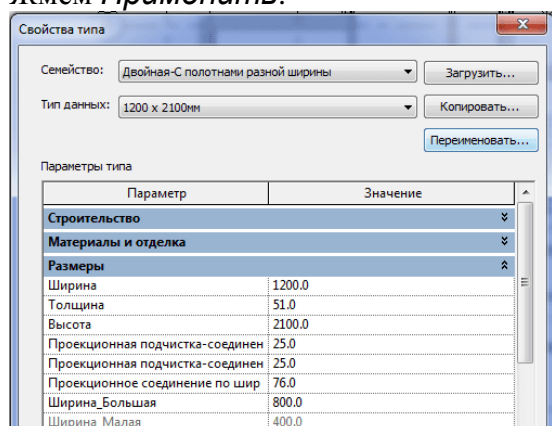 Жмем Применить.
Свойства типа
Семейство: Двойная-С полотнами разной ширины Загрузить...
Тип данных: 1200 x 2100мм Копировать...
Переименовать...
Параметры типа
Параметр Значение
Строительство
Материалы и отделка
Размеры
Ширина 1200.0
Толщина 51.0
Высота 2100.0
Проекционная подчистка-соединен 25.0
Проекционная подчистка-соединен 25.0
Проекционное соединение по шир 76.0
Ширина_Большая 800.0
Ширина_Малая 400.0